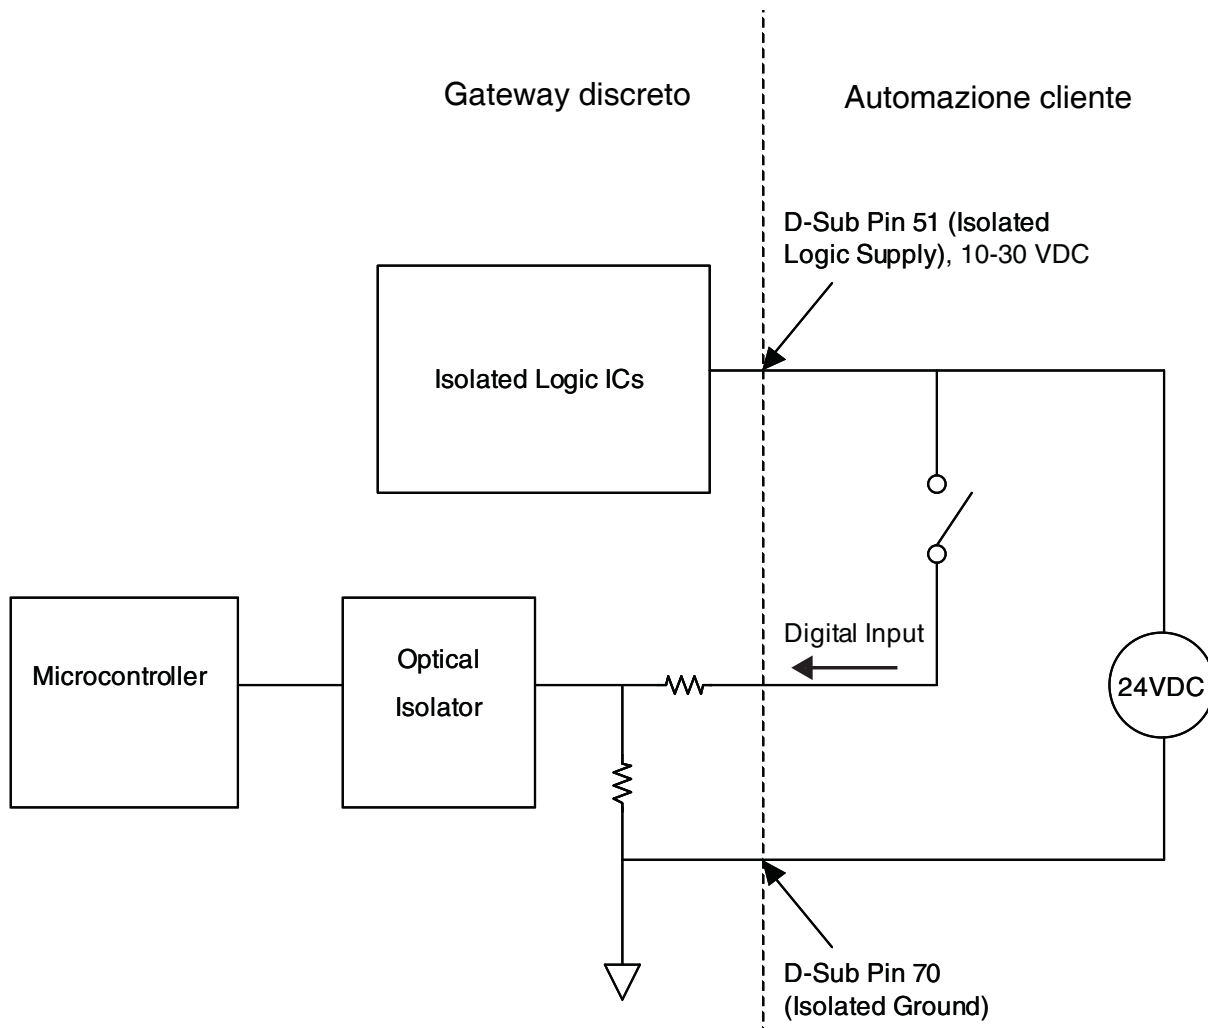 Gateway discreto
Automazione cliente
D-Sub Pin 51 (Isolated
Logic Supply), 10-30 VDC
Isolated Logic ICs
Digital Input
Microcontroller
Optical
Isolator
24VDC
D-Sub Pin 70
(Isolated Ground)